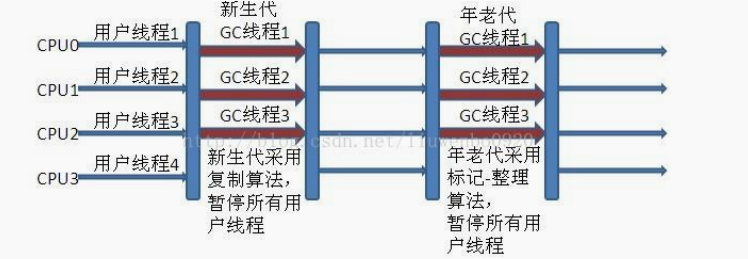 新生代
年老代
CPU0
用户线程1
GC线程1
GC线程1
CPU1
用户线程2
GC线程2
GC线程2
CPU2
用户线程3
GC线程3
GC线程3
CPU3
用户线程4
新生代采用
复制算法，
暂停所有用
户线程
年老代采用
标记-整理
算法，
暂停所有用
户线程